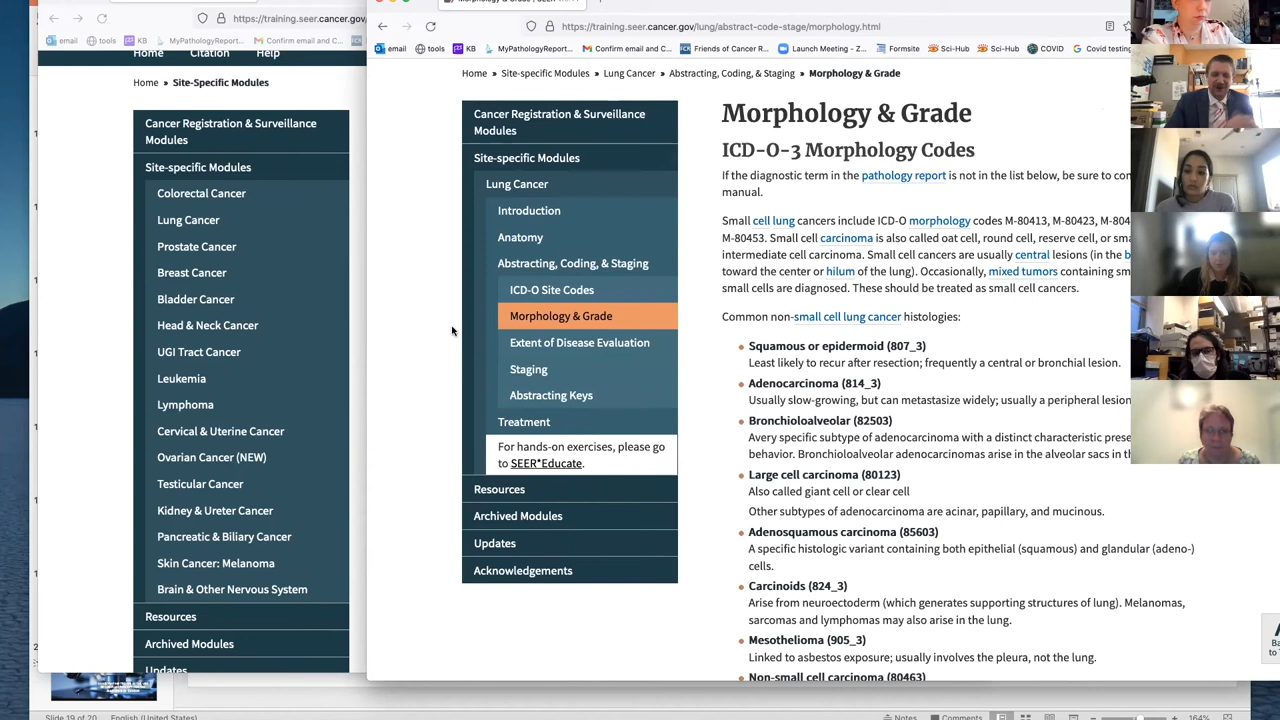 Morphology & Grade | SEER
https://training.seer.cancer.gov/
email
tools
KB
MyPathologyReport...
Confirm email and C...
Home
Citation
Help
Home » Site-Specific Modules
Cancer Registration & Surveillance
Modules
Site-specific Modules
Colorectal Cancer
Lung Cancer
Prostate Cancer
Breast Cancer
Bladder Cancer
Head & Neck Cancer
UGI Tract Cancer
Leukemia
Lymphoma
Cervical & Uterine Cancer
Ovarian Cancer (NEW)
Testicular Cancer
Kidney & Ureter Cancer
Pancreatic & Biliary Cancer
Skin Cancer: Melanoma
Brain & Other Nervous System
Resources
Archived Modules
Updates
https://training.seer.cancer.gov/lung/abstract-code-stage/morphology.html
email
tools
KB
MyPathologyReport...
Confirm email and C...
Friends of Cancer R...
Launch Meeting - Z...
Formsite
Sci-Hub
Sci-Hub
COVID
Covid testing
Home » Site-specific Modules » Lung Cancer » Abstracting, Coding, & Staging » Morphology & Grade
Cancer Registration & Surveillance
Modules
Site-specific Modules
Lung Cancer
Introduction
Anatomy
Abstracting, Coding, & Staging
ICD-O Site Codes
Morphology & Grade
Extent of Disease Evaluation
Staging
Abstracting Keys
Treatment
For hands-on exercises, please go
to SEER*Educate.
Resources
Archived Modules
Updates
Acknowledgements
Morphology & Grade
ICD-O-3 Morphology Codes
If the diagnostic term in the pathology report is not in the list below, be sure to con
manual.
Small cell lung cancers include ICD-O morphology codes M-80413, M-80423, M-804
M-80453. Small cell carcinoma is also called oat cell, round cell, reserve cell, or sma
intermediate cell carcinoma. Small cell cancers are usually central lesions (in the b
toward the center or hilum of the lung). Occasionally, mixed tumors containing sm
small cells are diagnosed. These should be treated as small cell cancers.
Common non-small cell lung cancer histologies:
Squamous or epidermoid (807_3)
Least likely to recur after resection; frequently a central or bronchial lesion.
Adenocarcinoma (814_3)
Usually slow-growing, but can metastasize widely; usually a peripheral lesion
Bronchioloalveolar (82503)
Avery specific subtype of adenocarcinoma with a distinct characteristic prese
behavior. Bronchioloalveolar adenocarcinomas arise in the alveolar sacs in th
Large cell carcinoma (80123)
Also called giant cell or clear cell
Other subtypes of adenocarcinoma are acinar, papillary, and mucinous.
Adenosquamous carcinoma (85603)
A specific histologic variant containing both epithelial (squamous) and glandular (adeno-)
cells.
Carcinoids (824_3)
Arise from neuroectoderm (which generates supporting structures of lung). Melanomas,
sarcomas and lymphomas may also arise in the lung.
Mesothelioma (905_3)
Linked to asbestos exposure; usually involves the pleura, not the lung.
Non-small cell carcinoma (80463)
Ba
to
Slide 19 of 20
English (United States)
Notes
Comments
164%